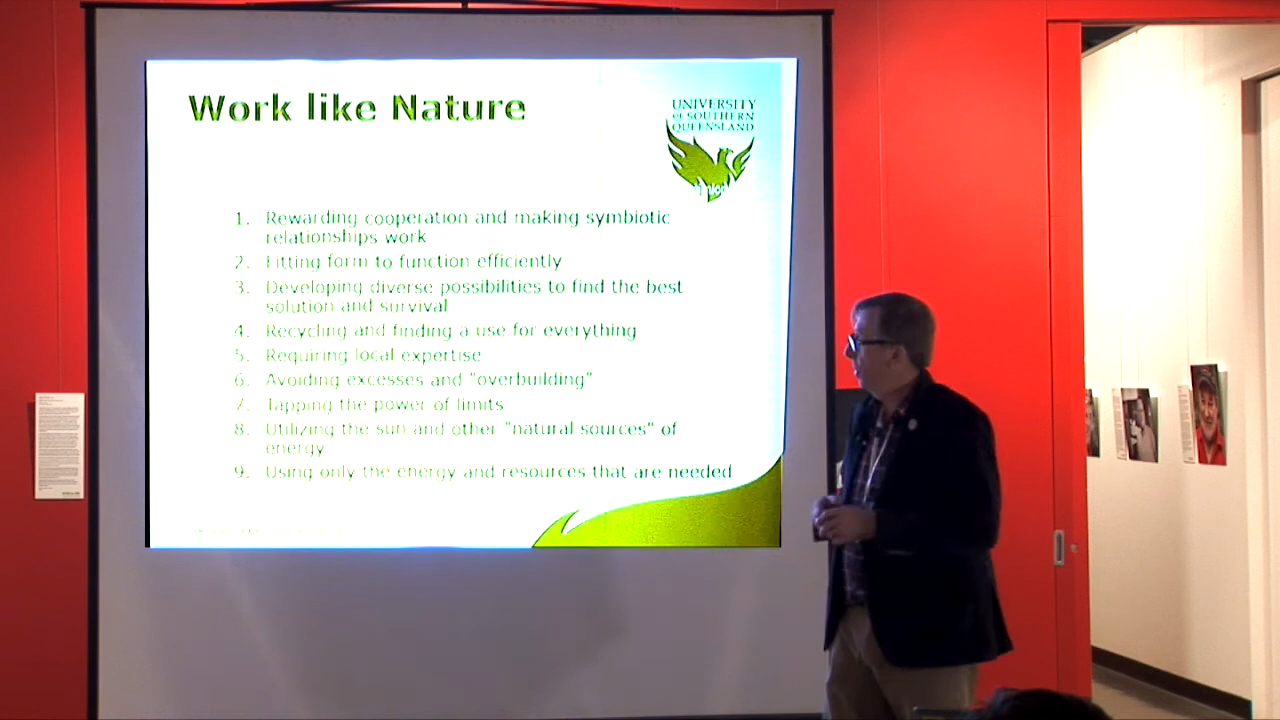 Work like Nature
UNIVERSITY
OF SOUTHERN
QUEENSLAND
1. Rewarding cooperation and making symbiotic
relationships work
2. Fitting form to function efficiently
3. Developing diverse possibilities to find the best
solution and survival
4. Recycling and finding a use for everything
5. Requiring local expertise
6. Avoiding excesses and "overbuilding"
7. Tapping the power of limits
8. Utilizing the sun and other "natural sources" of
energy
9. Using only the energy and resources that are needed